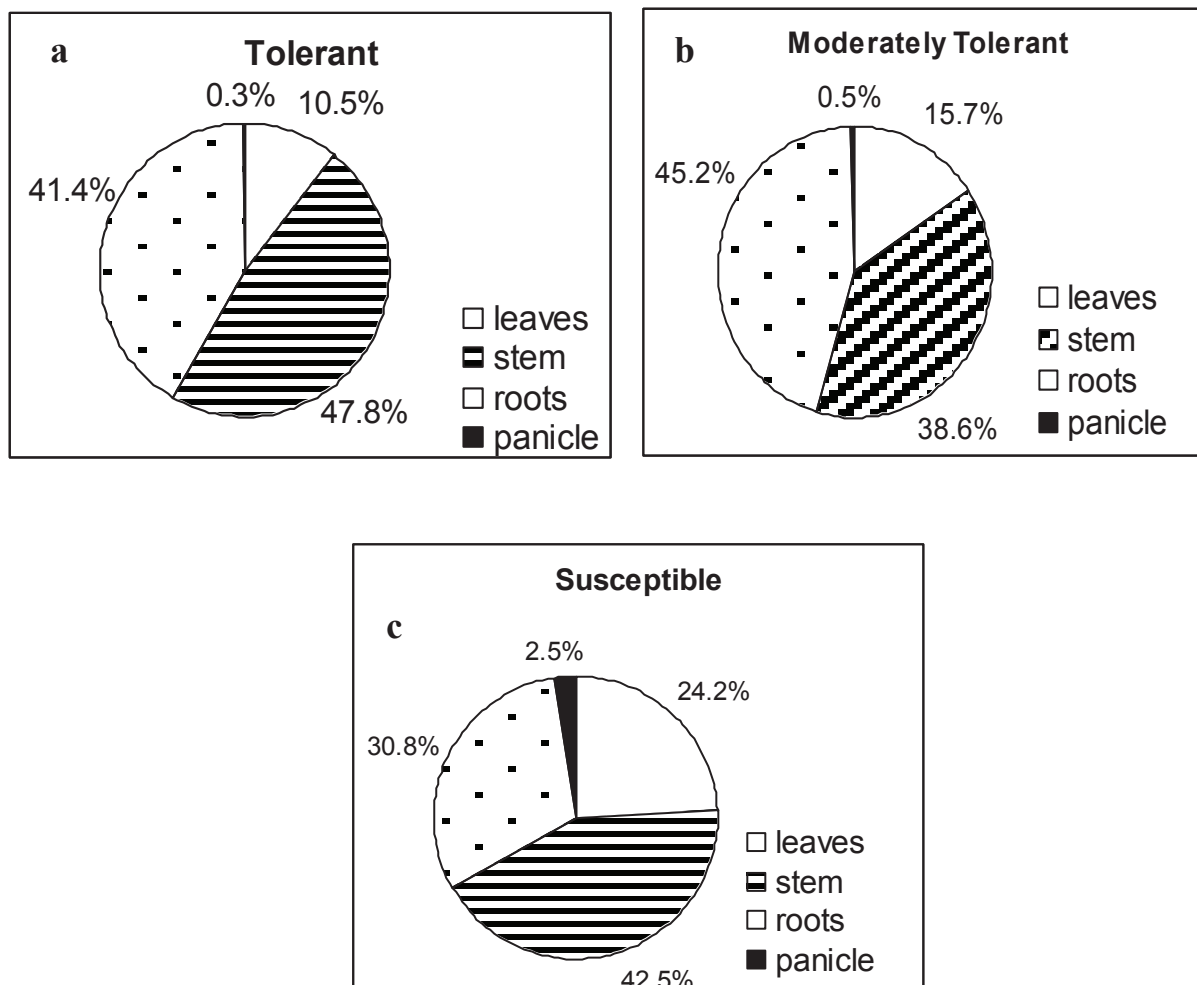 a
Tolerant
0.3%
10.5%
41.4%
47.8%
leaves
stem
roots
panicle
b
Moderately Tolerant
0.5%
15.7%
45.2%
38.6%
leaves
stem
roots
panicle
Susceptible
c
2.5%
24.2%
30.8%
42.5%
leaves
stem
roots
panicle